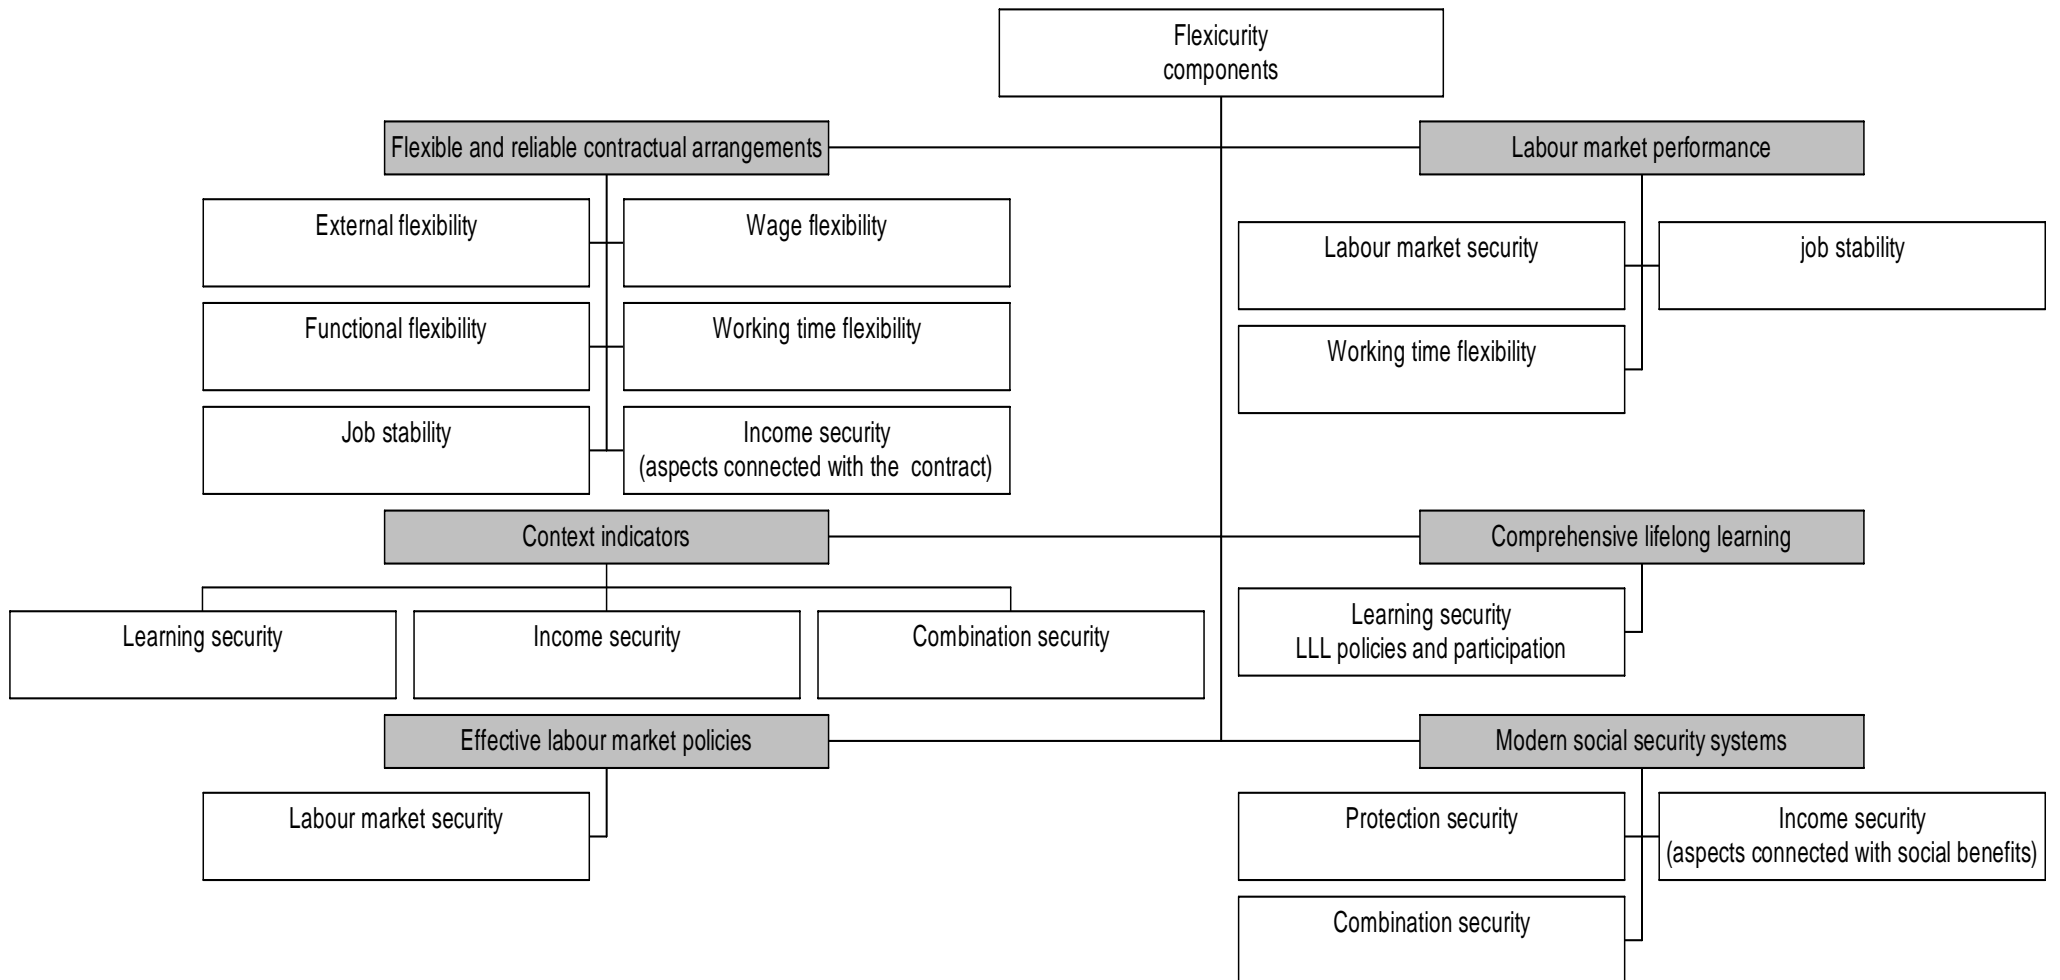 Flexicurity
components
Flexible and reliable contractual arrangements
Labour market performance
External flexibility
Wage flexibility
Labour market security
job stability
Functional flexibility
Working time flexibility
Working time flexibility
Job stability
Income security
(aspects connected with the  contract)
Context indicators
Comprehensive lifelong learning
Learning security
Income security
Combination security
Learning security
LLL policies and participation
Effective labour market policies
Modern social security systems
Labour market security
Protection security
Income security
(aspects connected with social benefits)
Combination security